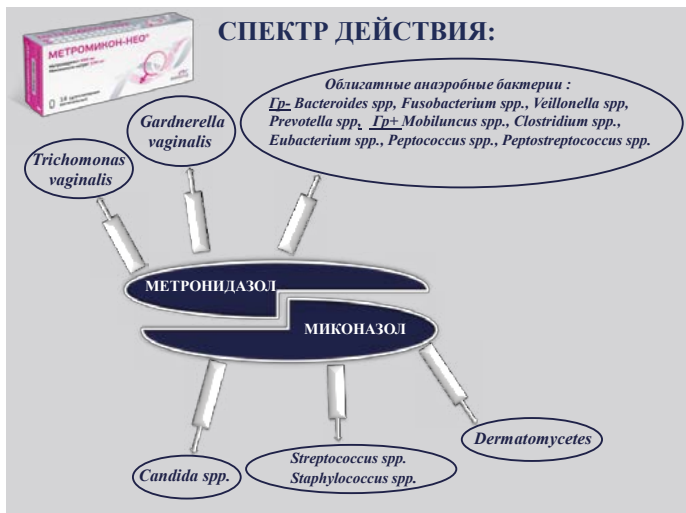 СПЕКТР ДЕЙСТВИЯ:
МЕТРОМИКОН-НЕО®
14
Облигатные анаэробные бактерии :
Гр- Bacteroides spp, Fusobacterium spp., Veillonella spp,
Prevotella spp. Гр+ Mobiluncus spp., Clostridium spp.,
Eubacterium spp., Peptococcus spp., Peptostreptococcus spp.
Gardnerella
vaginalis
Trichomonas
vaginalis
МЕТРОНИДАЗОЛ
МИКОНАЗОЛ
Dermatomycetes
Streptococcus spp.
Staphylococcus spp.
Candida spp.